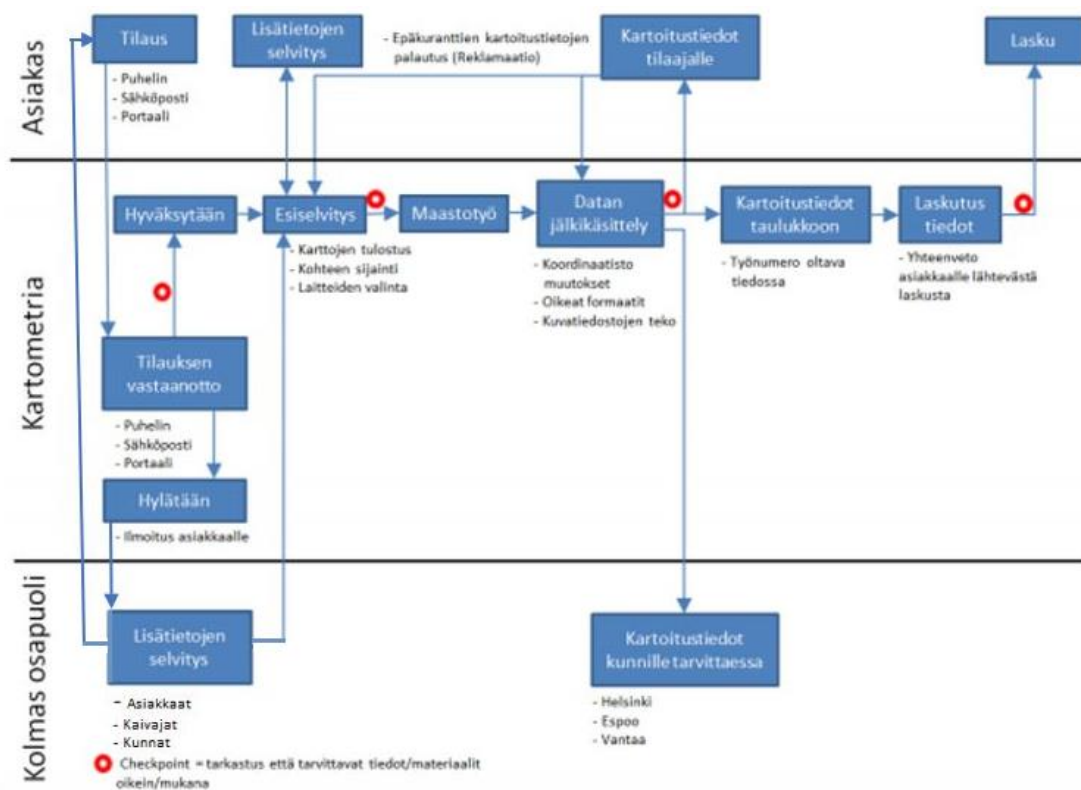 Asiakas
Tilaus
- Puhelin
- Sähköposti
- Portaali
Lisätietojen
selvitys
- Epäkuranttien kartoitustietojen
palautus (Reklamaatio)
Kartoitustiedot
tilaajalle
Lasku
Kartometria
Hyväksytään
Esiselvitys
- Karttojen tulostus
- Kohteen sijainti
- Laitteiden valinta
Maastotyö
Datan
jälkikäsittely
- Koordinaatisto
muutokset
- Oikeat formaatit
- Kuvatiedostojen teko
Kartoitustiedot
taulukkoon
- Työnumero oltava
tiedossa
Laskutus
tiedot
- Yhteenveto
asiakkaalle lähtevästä
laskusta
Tilauksen
vastaanotto
- Puhelin
- Sähköposti
- Portaali
Hylätään
- Ilmoitus asiakkaalle
Kolmas osapuoli
Lisätietojen
selvitys
- Asiakkaat
- Kaivajat
- Kunnat
Kartoitustiedot
kunnille tarvittaessa
- Helsinki
- Espoo
- Vantaa
Checkpoint = tarkastus että tarvittavat tiedot/materiaalit
oikein/mukana